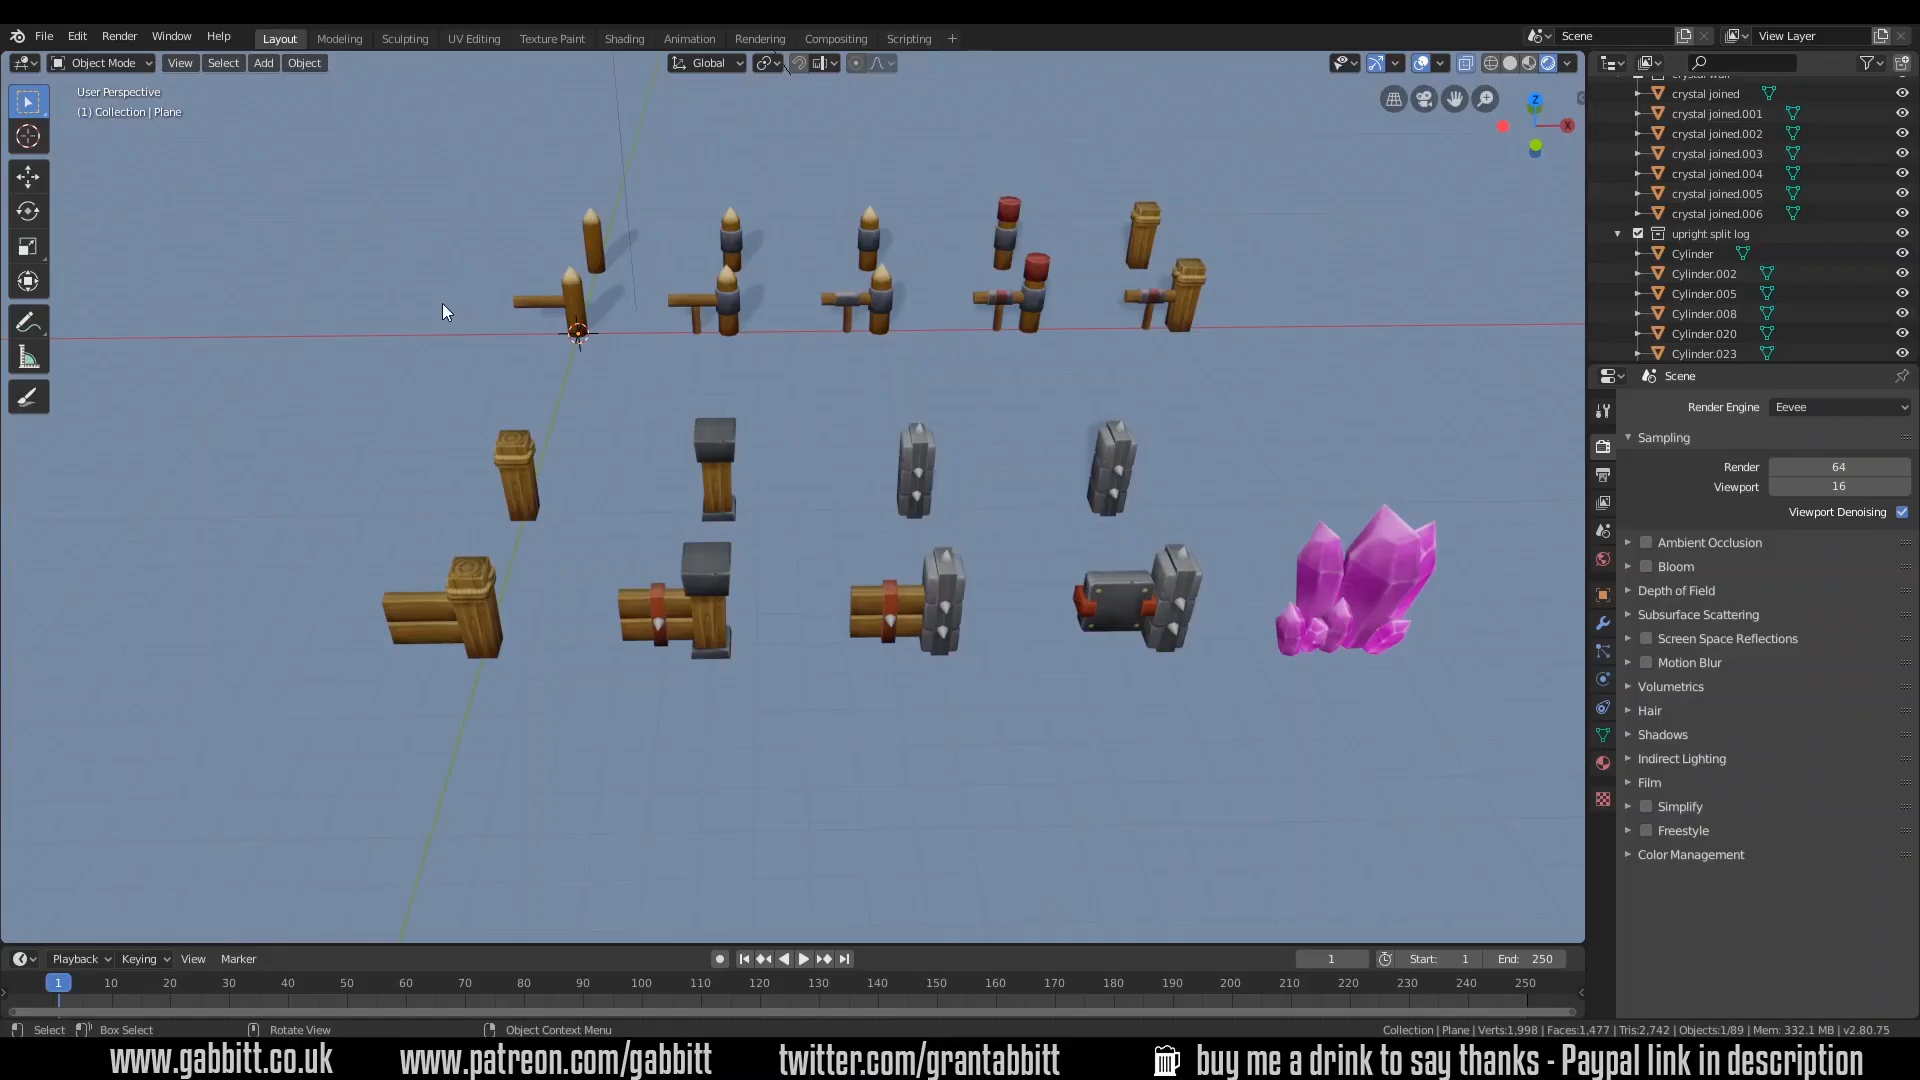 File Edit Render Window Help Layout Modeling Sculpting UV Editing Texture Paint Shading Animation Rendering Compositing Scripting + Scene View Layer
Object Mode View Select Add Object Global
User Perspective
(1) Collection | Plane
Z
X
crystal joined
crystal joined.001
crystal joined.002
crystal joined.003
crystal joined.004
crystal joined.005
crystal joined.006
upright split log
Cylinder
Cylinder.002
Cylinder.005
Cylinder.008
Cylinder.020
Cylinder.023
Scene
Render Engine Eevee
Sampling
Render 64
Viewport 16
Viewport Denoising
Ambient Occlusion
Bloom
Depth of Field
Subsurface Scattering
Screen Space Reflections
Motion Blur
Volumetrics
Hair
Shadows
Indirect Lighting
Film
Simplify
Freestyle
Color Management
Playback Keying View Marker 1 Start: 1 End: 250
1 10 20 30 40 50 60 70 80 90 100 110 120 130 140 150 160 170 180 190 200 210 220 230 240 250
Select Box Select Rotate View Object Context Menu Collection | Plane | Verts:1,998 | Faces:1,477 | Tris:2,742 | Objects:1/89 | Mem: 332.1 MB | v2.80.75
www.gabbitt.co.uk www.patreon.com/gabbitt twitter.com/grantabbitt buy me a drink to say thanks - Paypal link in description